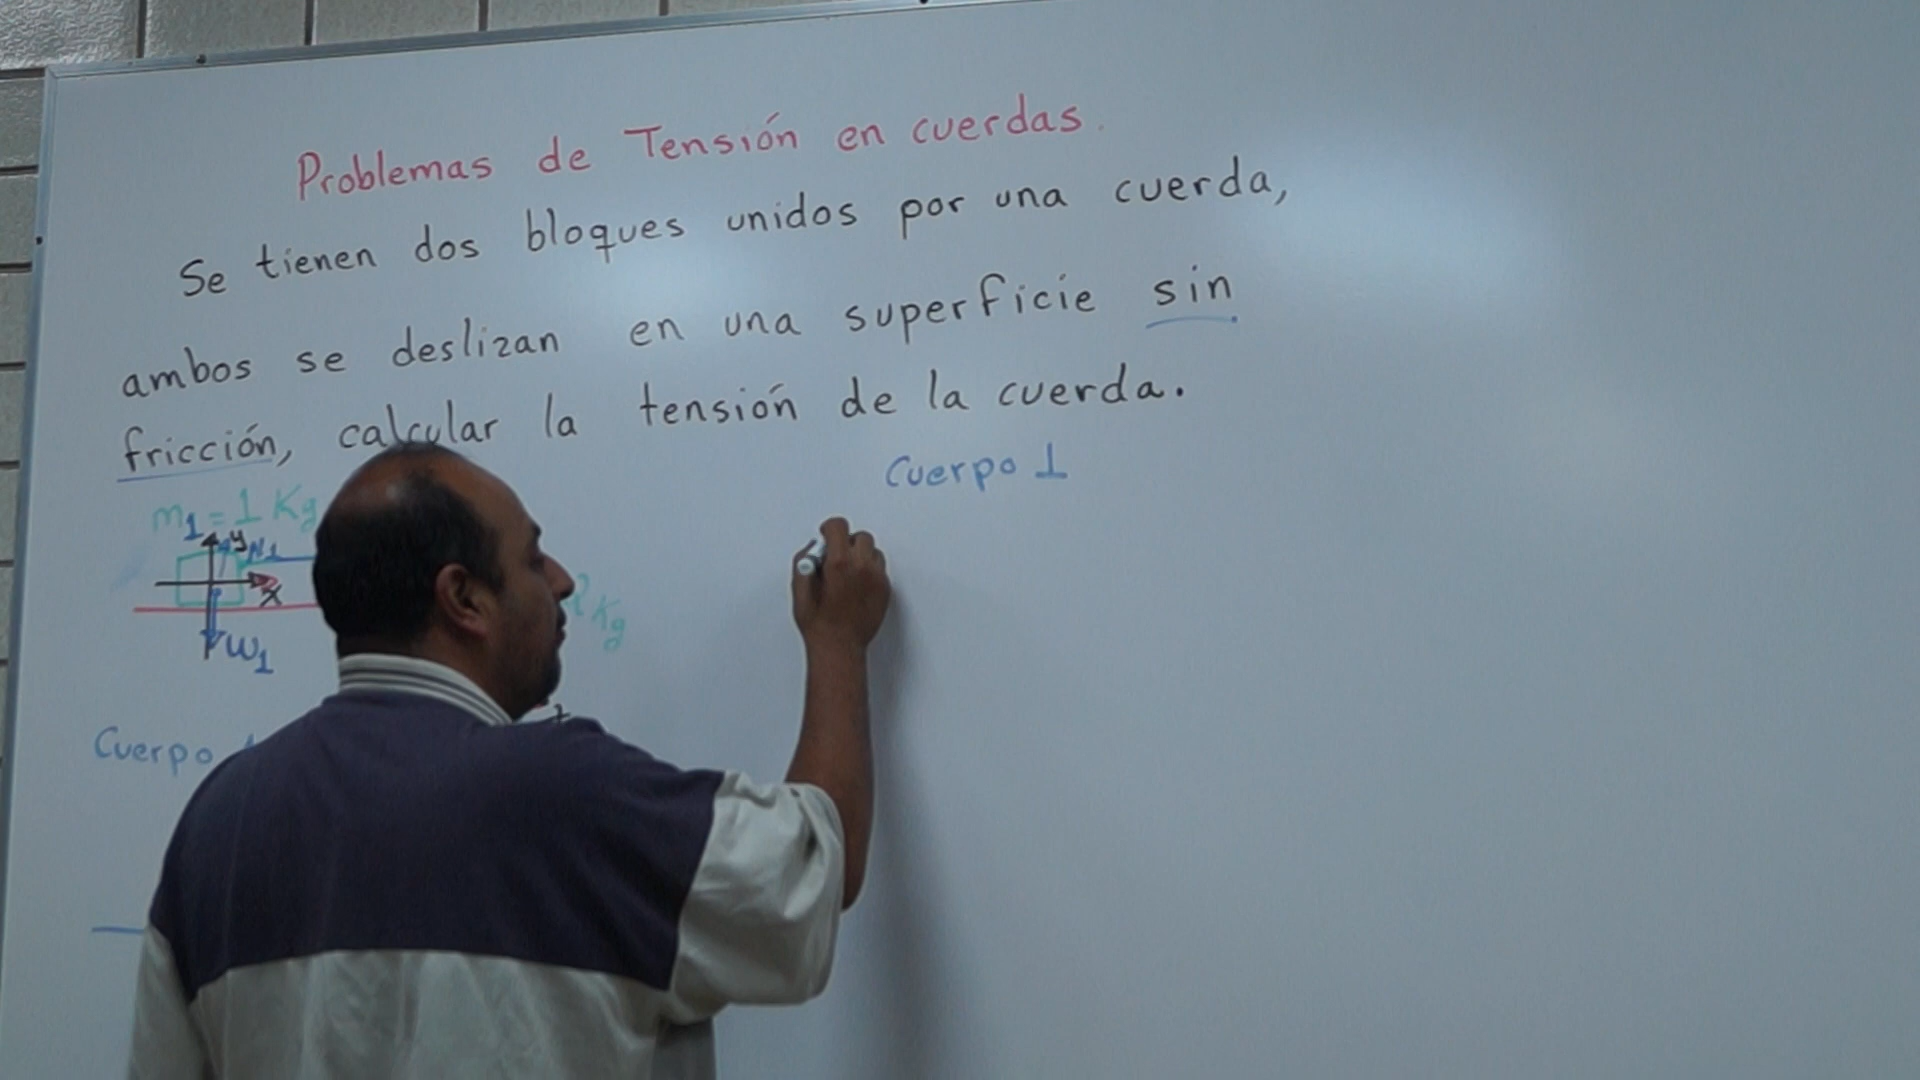 Problemas de Tensión en cuerdas.
Se tienen dos bloques unidos por una cuerda,
ambos se deslizan en una superficie sin
fricción, calcular la tensión de la cuerda.
Cuerpo 1
m1 = 1 Kg
y N1
x
2 Kg
W1
Cuerpo